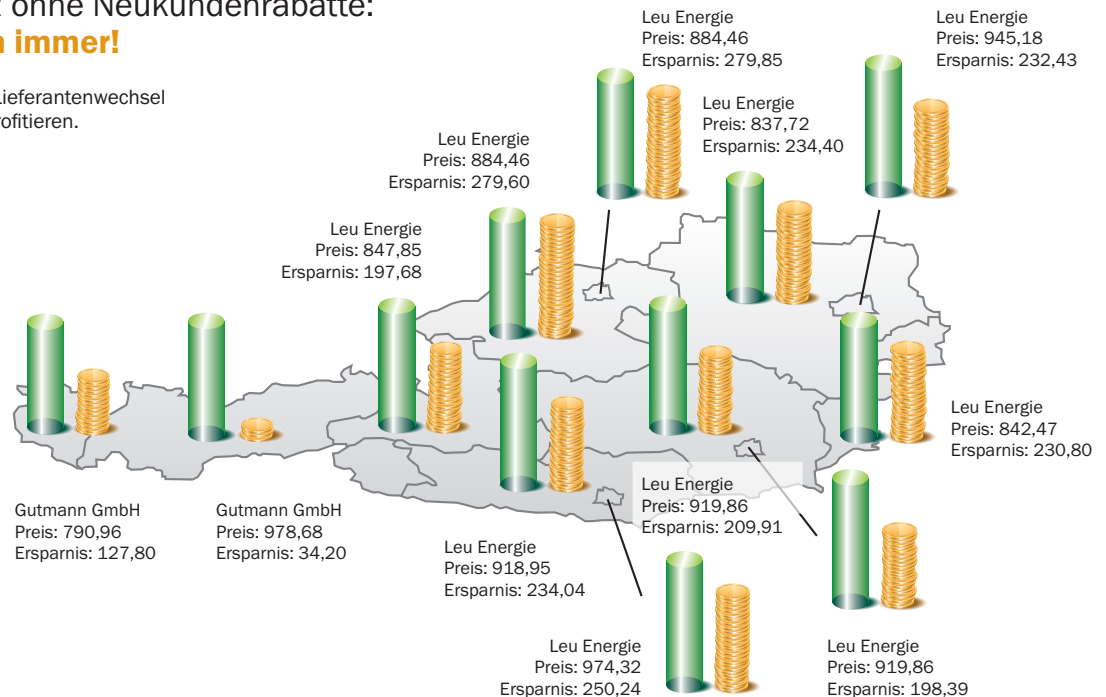 ohne Neukundenrabatte:
immer!
Lieferantenwechsel
rofitieren.
Leu Energie
Preis: 884,46
Ersparnis: 279,85
Leu Energie
Preis: 945,18
Ersparnis: 232,43
Leu Energie
Preis: 837,72
Ersparnis: 234,40
Leu Energie
Preis: 884,46
Ersparnis: 279,60
Leu Energie
Preis: 847,85
Ersparnis: 197,68
Leu Energie
Preis: 842,47
Ersparnis: 230,80
Gutmann GmbH
Preis: 790,96
Ersparnis: 127,80
Gutmann GmbH
Preis: 978,68
Ersparnis: 34,20
Leu Energie
Preis: 919,86
Ersparnis: 209,91
Leu Energie
Preis: 918,95
Ersparnis: 234,04
Leu Energie
Preis: 974,32
Ersparnis: 250,24
Leu Energie
Preis: 919,86
Ersparnis: 198,39